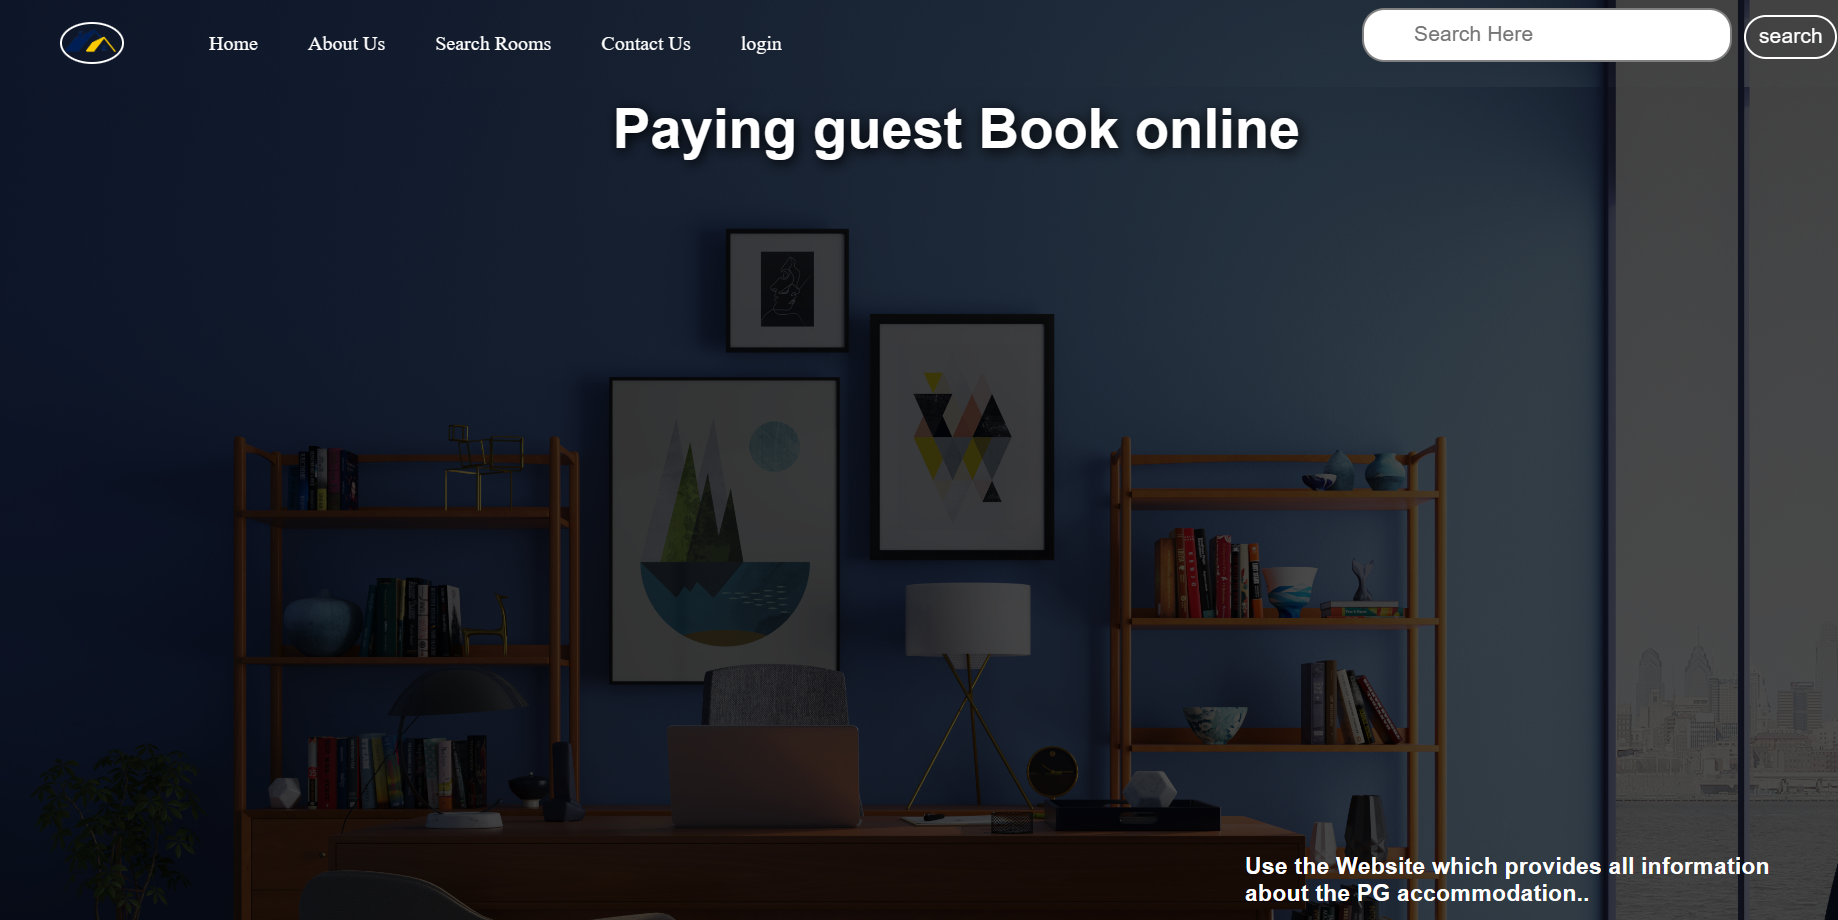 Home About Us Search Rooms Contact Us login
Search Here
search
Paying guest Book online
Use the Website which provides all information
about the PG accommodation..